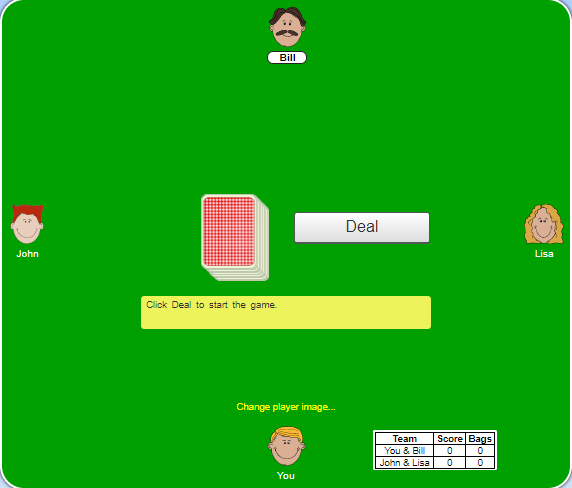 Bill
Deal
John
Lisa
Click Deal to start the game.
Change player image...
You
Team Score Bags
You & Bill 0 0
John & Lisa 0 0